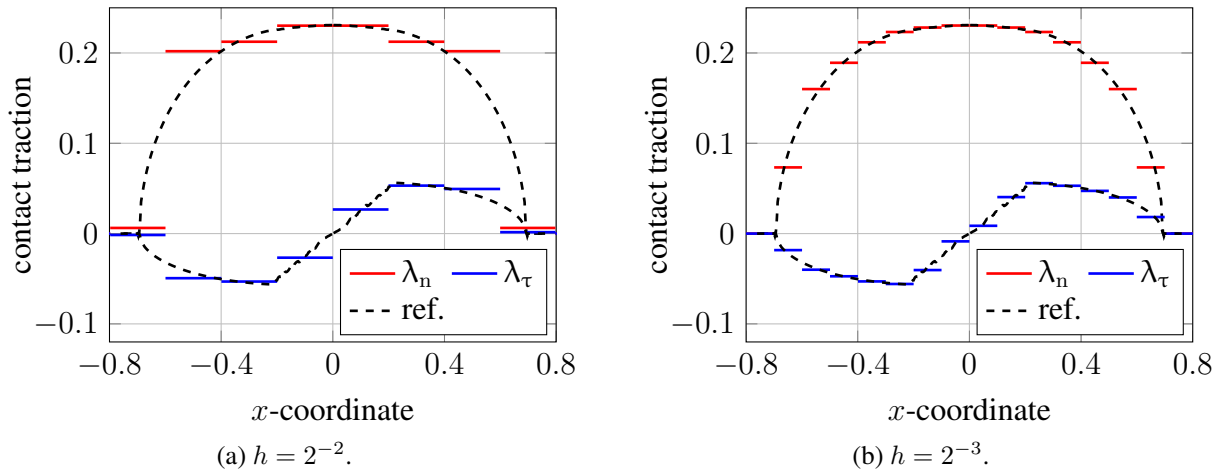 0.2
0.1
0
−0.1
contact traction
λn λτ
ref.
−0.8 −0.4 0 0.4 0.8
x-coordinate
(a) h = 2⁻².
0.2
0.1
0
−0.1
contact traction
λn λτ
ref.
−0.8 −0.4 0 0.4 0.8
x-coordinate
(b) h = 2⁻³.